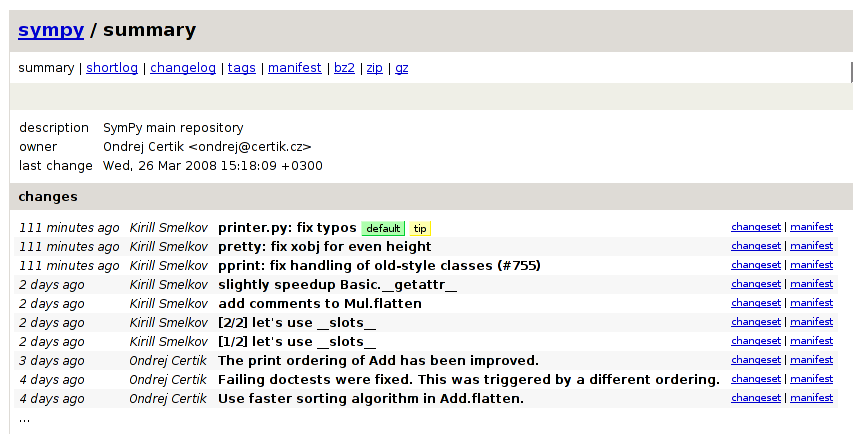 sympy / summary
summary | shortlog | changelog | tags | manifest | bz2 | zip | gz
description SymPy main repository
owner Ondrej Certik <ondrej@certik.cz>
last change Wed, 26 Mar 2008 15:18:09 +0300
changes
111 minutes ago Kirill Smelkov printer.py: fix typos default tip changeset | manifest
111 minutes ago Kirill Smelkov pretty: fix xobj for even height changeset | manifest
111 minutes ago Kirill Smelkov pprint: fix handling of old-style classes (#755) changeset | manifest
2 days ago Kirill Smelkov slightly speedup Basic.__getattr__ changeset | manifest
2 days ago Kirill Smelkov add comments to Mul.flatten changeset | manifest
2 days ago Kirill Smelkov [2/2] let's use __slots__ changeset | manifest
2 days ago Kirill Smelkov [1/2] let's use __slots__ changeset | manifest
3 days ago Ondrej Certik The print ordering of Add has been improved. changeset | manifest
4 days ago Ondrej Certik Failing doctests were fixed. This was triggered by a different ordering. changeset | manifest
4 days ago Ondrej Certik Use faster sorting algorithm in Add.flatten. changeset | manifest
...